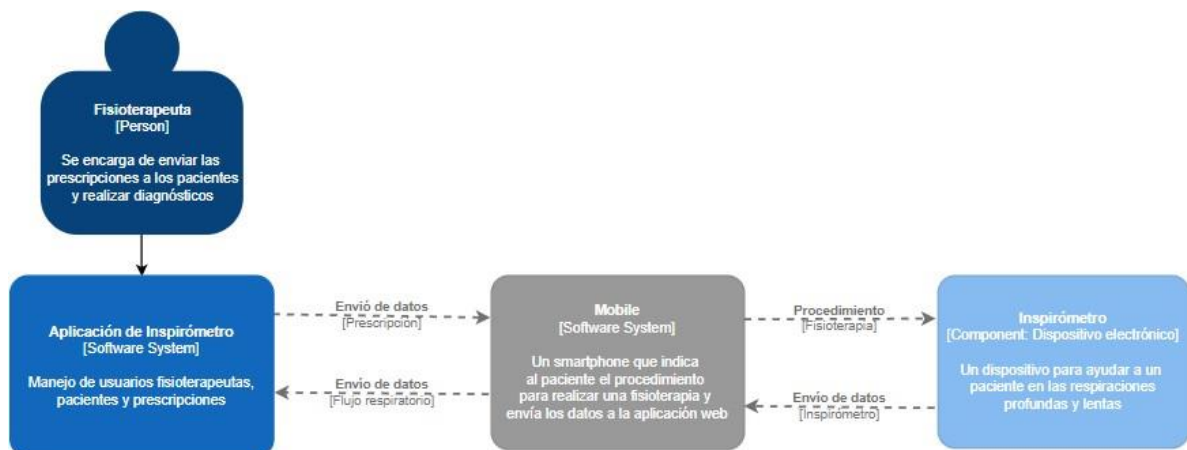 Fisioterapeuta
[Person]
Se encarga de enviar las
prescripciones a los pacientes
y realizar diagnósticos
Aplicación de Inspirómetro
[Software System]
Manejo de usuarios fisioterapeutas,
pacientes y prescripciones
Envió de datos
[Prescripción]
Envío de datos
[Flujo respiratorio]
Mobile
[Software System]
Un smartphone que indica
al paciente el procedimiento
para realizar una fisioterapia y
envía los datos a la aplicación web
Procedimiento
[Fisioterapia]
Envío de datos
[Inspirómetro]
Inspirómetro
[Component: Dispositivo electrónico]
Un dispositivo para ayudar a un
paciente en las respiraciones
profundas y lentas